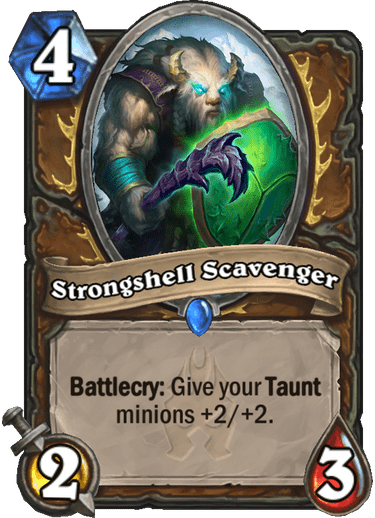 4
Strongshell Scavenger
Battlecry: Give your Taunt
minions +2/+2.
2
3